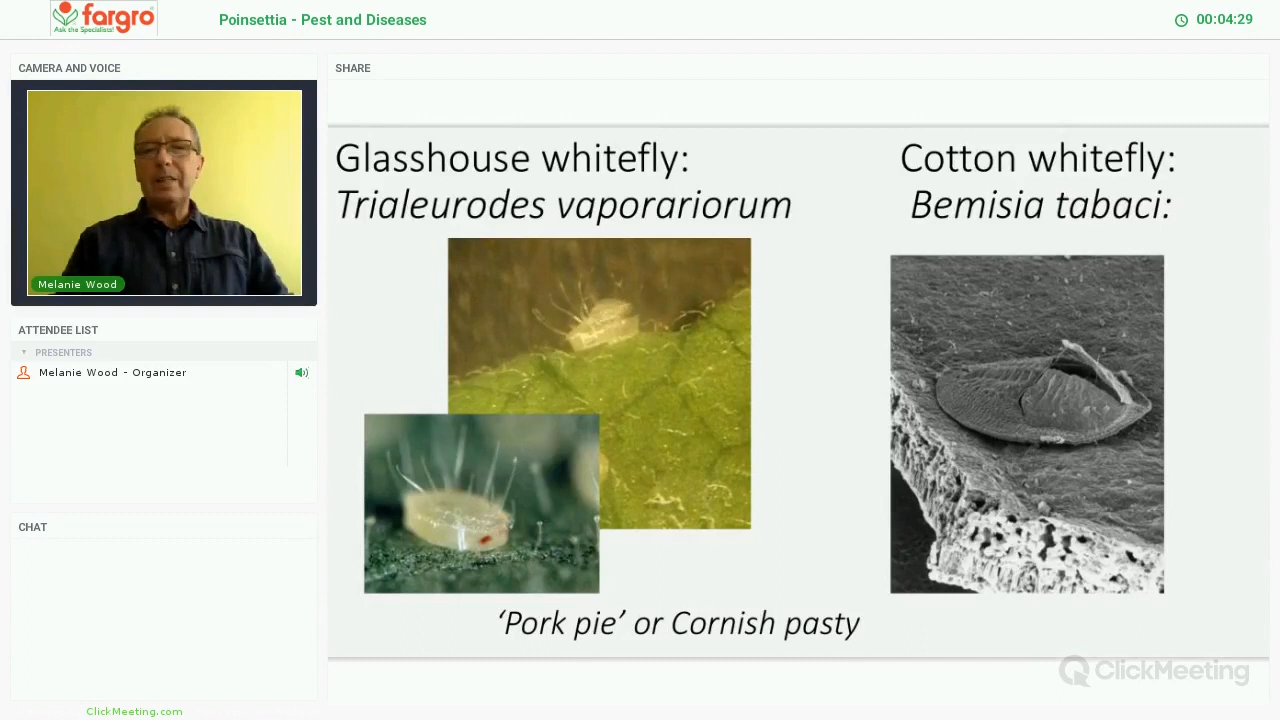 fargro
Ask the Specialists!
Poinsettia - Pest and Diseases
00:04:29
CAMERA AND VOICE
Melanie Wood
ATTENDEE LIST
PRESENTERS
Melanie Wood - Organizer
CHAT
ClickMeeting.com
SHARE
Glasshouse whitefly:
Trialeurodes vaporariorum
Cotton whitefly:
Bemisia tabaci:
‘Pork pie’ or Cornish pasty
ClickMeeting